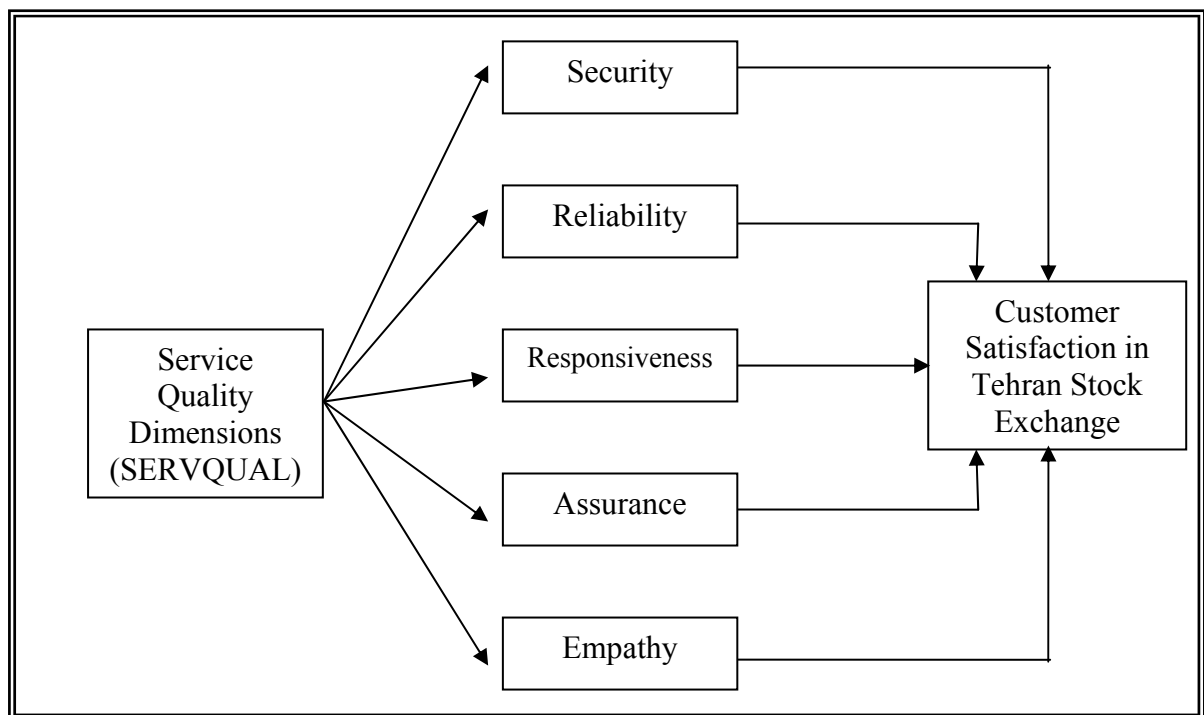 Security
Reliability
Service
Quality
Dimensions
(SERVQUAL)
Responsiveness
Customer
Satisfaction in
Tehran Stock
Exchange
Assurance
Empathy